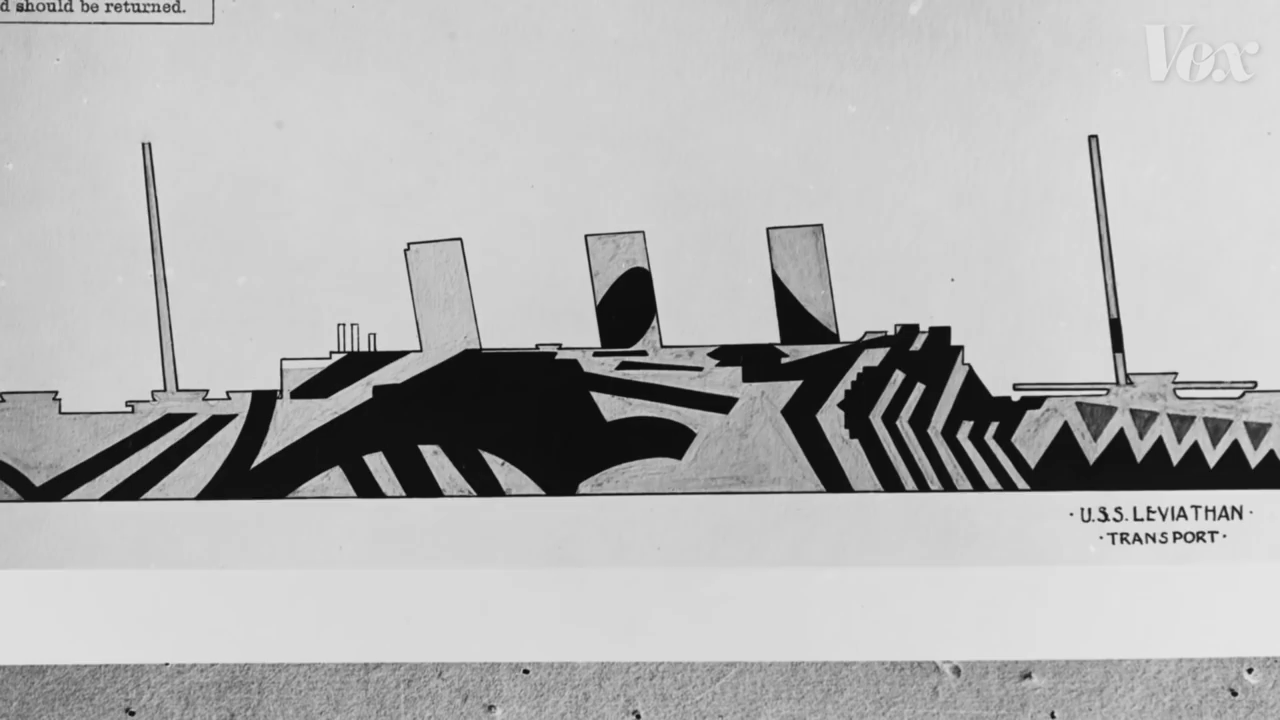 d should be returned.
Vox
· U.S.S. LEVIATHAN ·
· TRANSPORT ·